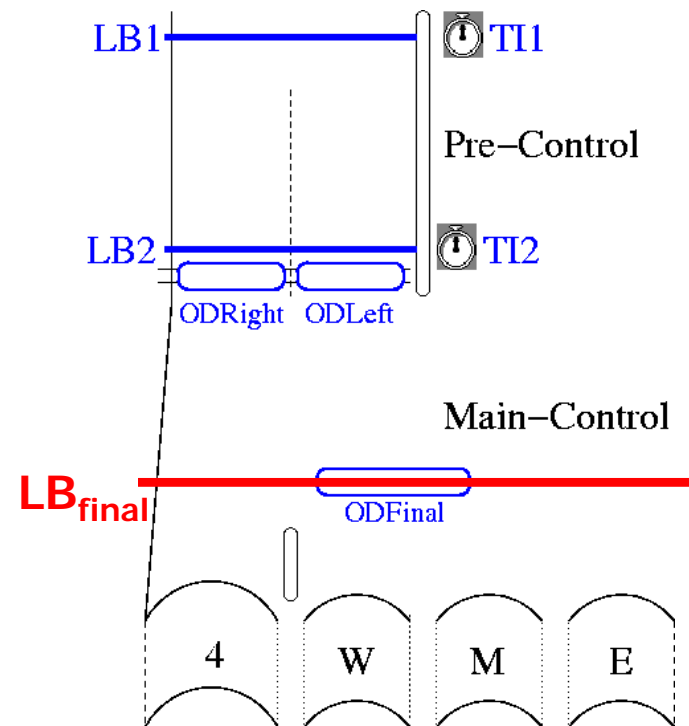 LB1
TI1
Pre−Control
LB2
TI2
ODRight ODLeft
Main−Control
LBfinal
ODFinal
4 W M E